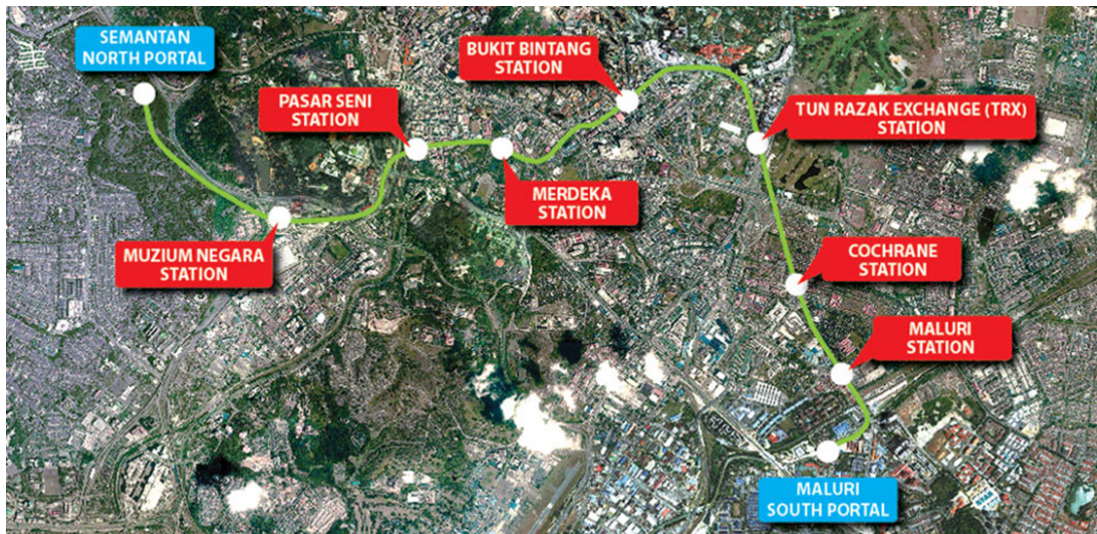 SEMANTAN
NORTH PORTAL
BUKIT BINTANG
STATION
PASAR SENI
STATION
TUN RAZAK EXCHANGE (TRX)
STATION
MERDEKA
STATION
MUZIUM NEGARA
STATION
COCHRANE
STATION
MALURI
STATION
MALURI
SOUTH PORTAL